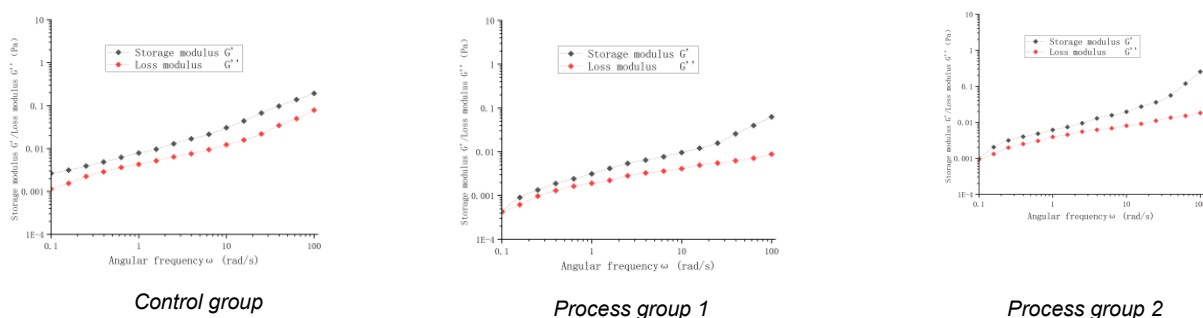 10
1
0.1
0.01
0.001
1E-4
Storage modulus G'/Loss modulus G'' (Pa)
Storage modulus G'
Loss modulus G''
0.1 1 10 100
Angular frequency ω (rad/s)
Control group
10
1
0.1
0.01
0.001
1E-4
Storage modulus G'/Loss modulus G'' (Pa)
Storage modulus G'
Loss modulus G''
0.1 1 10 100
Angular frequency ω (rad/s)
Process group 1
10
1
0.1
0.01
0.001
1E-4
Storage modulus G'/Loss modulus G'' (Pa)
Storage modulus G'
Loss modulus G''
0.1 1 10 100
Angular frequency ω (rad/s)
Process group 2